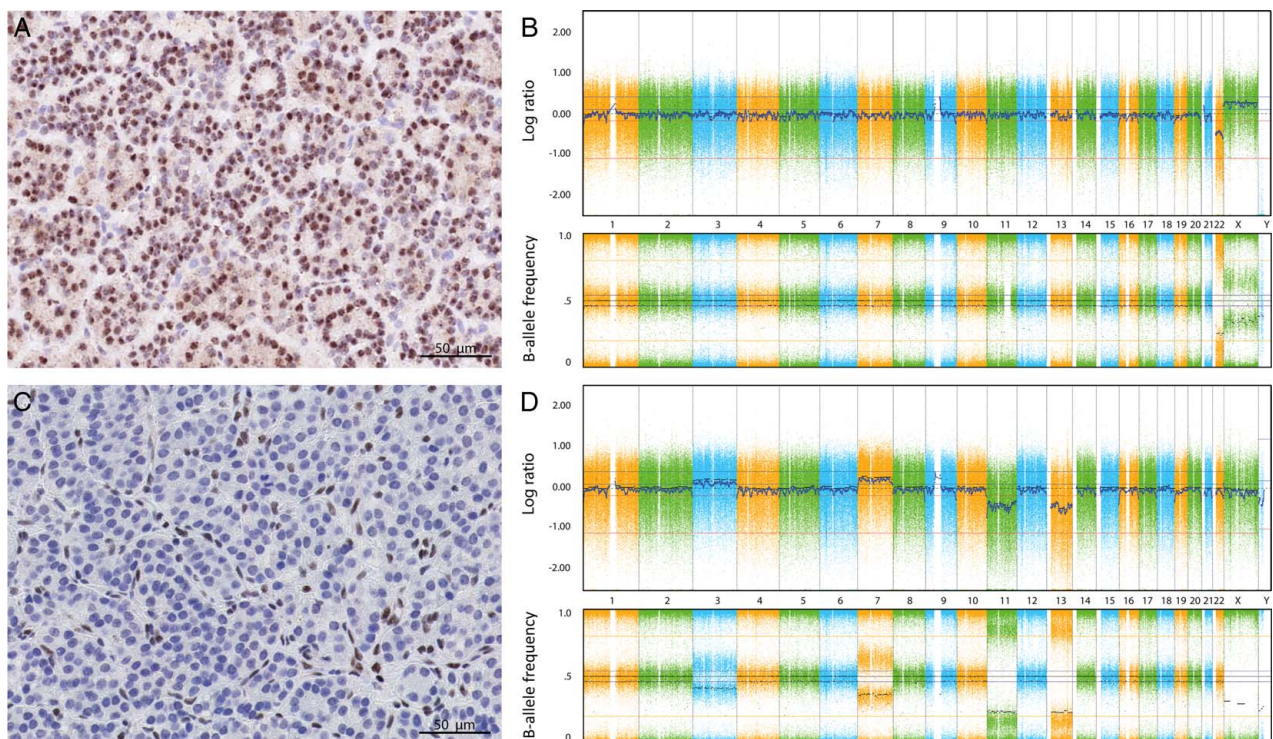 A
50 µm
B
Log ratio
2.00
1.00
0.00
-1.00
-2.00
1 2 3 4 5 6 7 8 9 10 11 12 13 14 15 16 17 18 19 20 21 22 X Y
B-allele frequency
1.0
.5
0
C
50 µm
D
Log ratio
2.00
1.00
0.00
-1.00
-2.00
1 2 3 4 5 6 7 8 9 10 11 12 13 14 15 16 17 18 19 20 21 22 X Y
B-allele frequency
1.0
.5
0